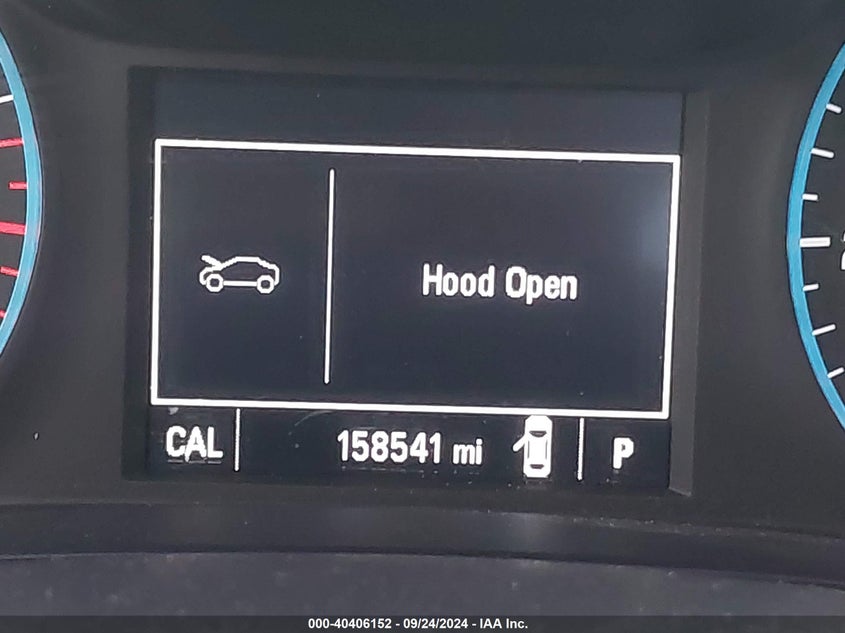 Hood Open
CAL 158541 mi P
000-40406152 - 09/24/2024 - IAA Inc.